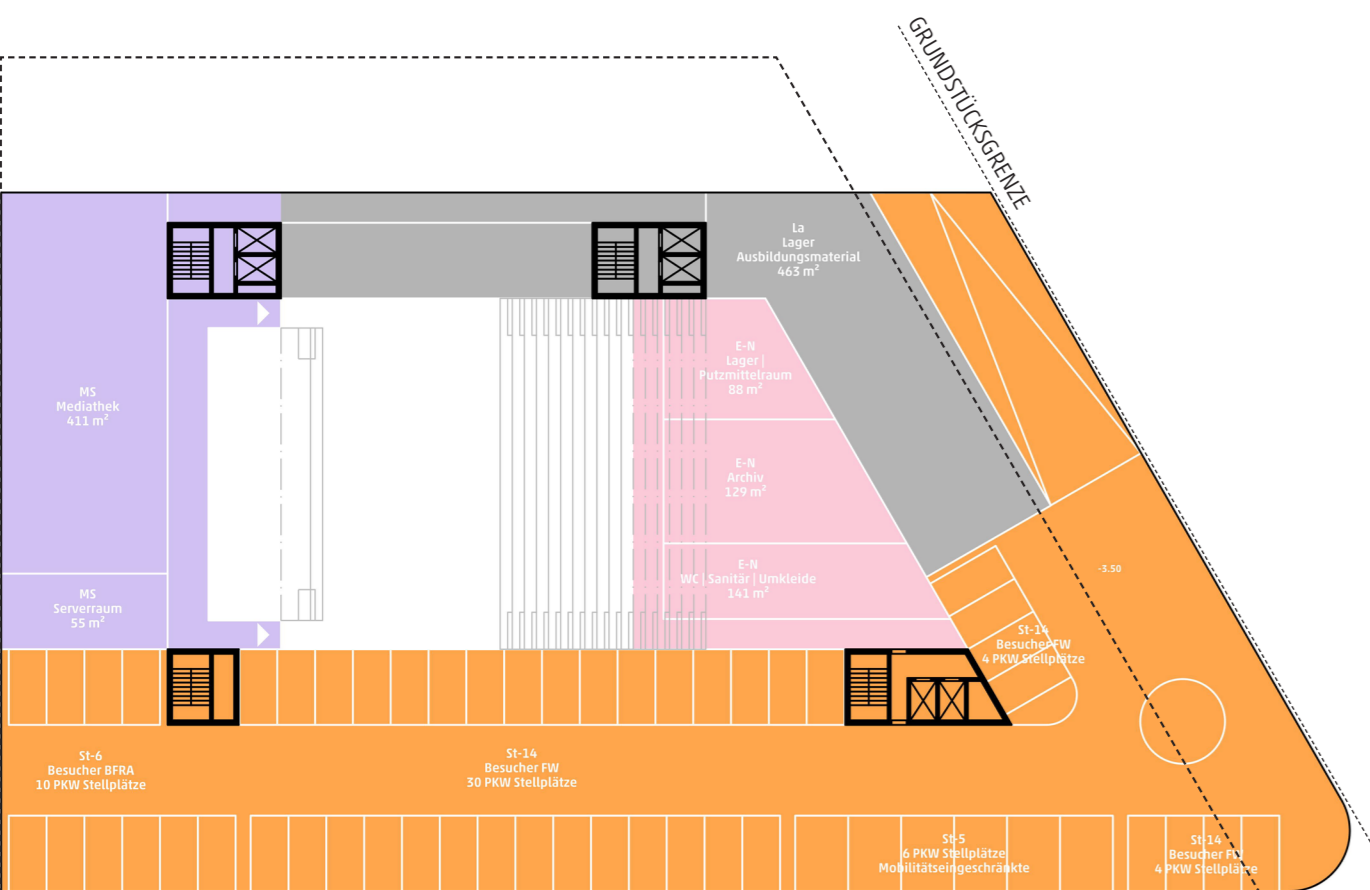 GRUNDSTÜCKSGRENZE
La
Lager
Ausbildungsmaterial
463 m²
E-N
Lager |
Putzmittelraum
88 m²
MS
Mediathek
411 m²
E-N
Archiv
129 m²
E-N
WC | Sanitär | Umkleide
141 m²
-3.50
MS
Serverraum
55 m²
St-14
Besucher FW
4 PKW Stellplätze
St-6
Besucher BFRA
10 PKW Stellplätze
St-14
Besucher FW
30 PKW Stellplätze
St-5
6 PKW Stellplätze
Mobilitätseingeschränkte
St-14
Besucher FW
4 PKW Stellplätze